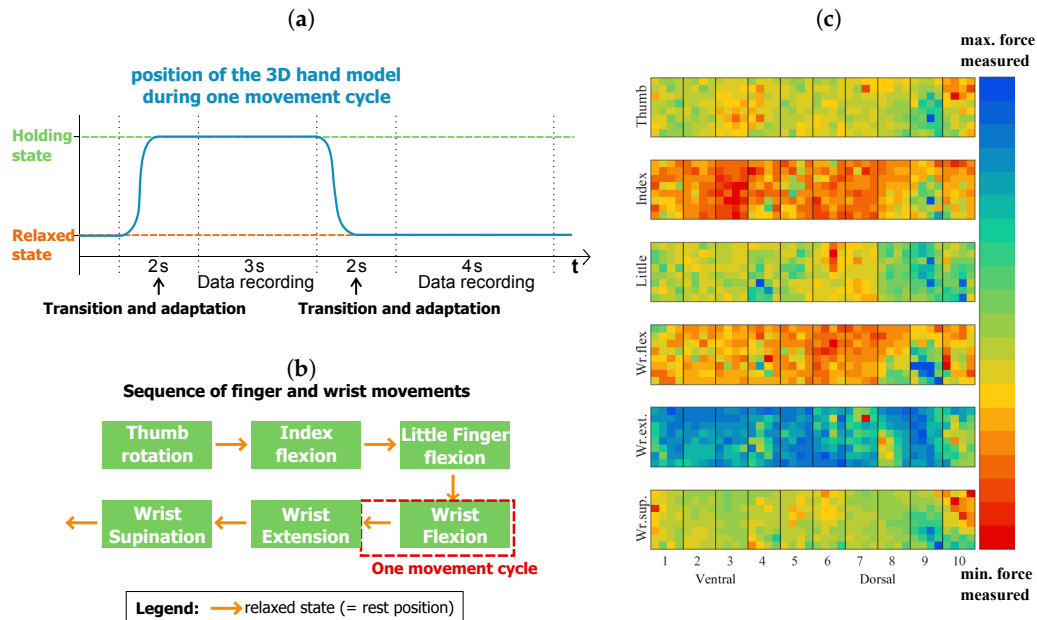 (a)
position of the 3D hand model
during one movement cycle
Holding
state
Relaxed
state
2s
3s
2s
4s
t
Data recording
Data recording
Transition and adaptation
Transition and adaptation
(b)
Sequence of finger and wrist movements
Thumb
rotation
Index
flexion
Little Finger
flexion
Wrist
Supination
Wrist
Extension
Wrist
Flexion
One movement cycle
Legend: relaxed state (= rest position)
(c)
max. force
measured
Thumb
Index
Little
Wr.flex
Wr.ext.
Wr.sup.
1 2 3 4 5 6 7 8 9 10
Ventral Dorsal
min. force
measured